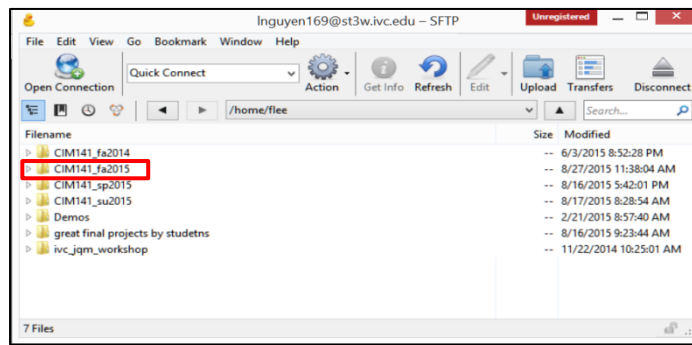 lnguyen169@st3w.ivc.edu – SFTP
Unregistered
File Edit View Go Bookmark Window Help
Open Connection
Quick Connect
Action
Get Info
Refresh
Edit
Upload
Transfers
Disconnect
/home/flee
Search...
Filename Size Modified
CIM141_fa2014 -- 6/3/2015 8:52:28 PM
CIM141_fa2015 -- 8/27/2015 11:38:04 AM
CIM141_sp2015 -- 8/16/2015 5:42:01 PM
CIM141_su2015 -- 8/17/2015 8:28:54 AM
Demos -- 2/21/2015 8:57:40 AM
great final projects by studetns -- 8/16/2015 9:23:44 AM
ivc_jqm_workshop -- 11/22/2014 10:25:01 AM
7 Files